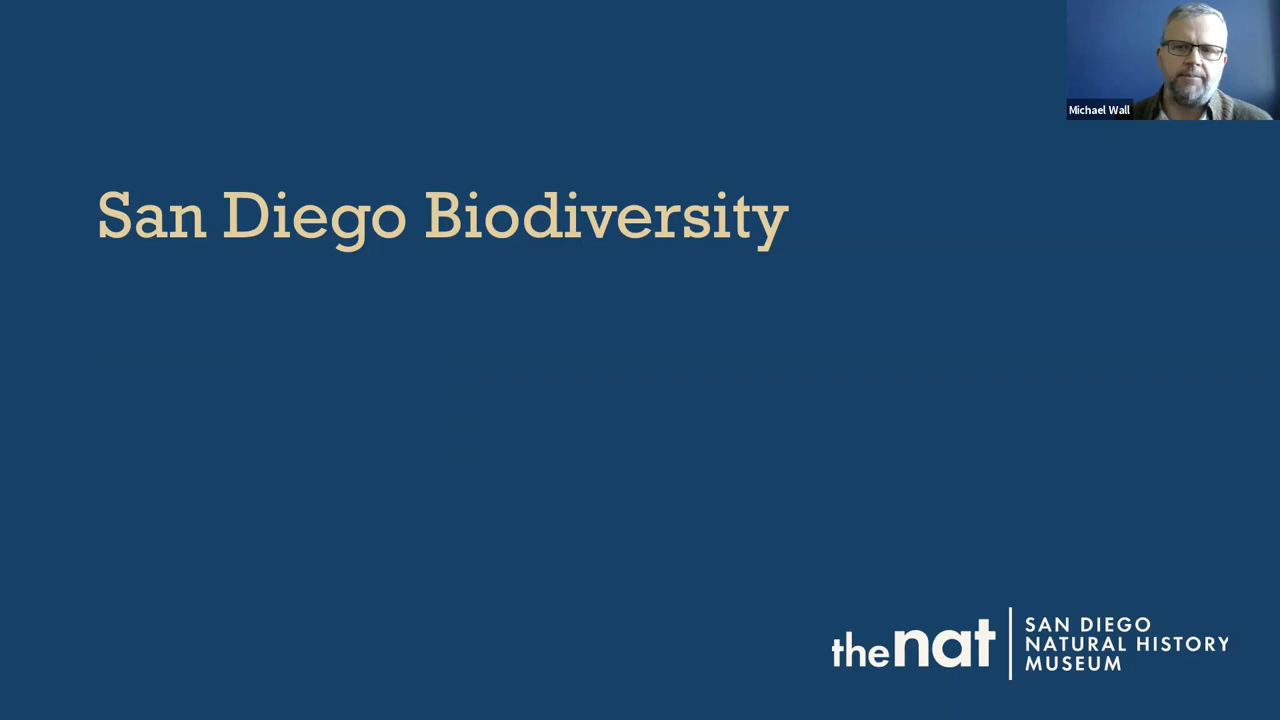 Michael Wall
San Diego Biodiversity
thenat
SAN DIEGO
NATURAL HISTORY
MUSEUM